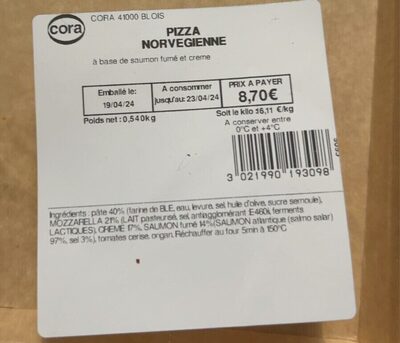 cora
CORA 41000 BLOIS
PIZZA
NORVEGIENNE
à base de saumon fumé et creme
Emballé le:
19/04/24
A consommer
jusqu'au: 23/04/24
PRIX A PAYER
8,70€
Poids net : 0,540kg
Soit le kilo :16,11 €/kg
A conserver entre
0°C et +4°C
3 021990 193098
Ingrédients : pâte 40% (farine de BLE, eau, levure, sel, huile d'olive, sucre semoule),
MOZZARELLA 21% (LAIT pasteurisé, sel, antiagglomérant :E460ii, ferments
LACTIQUES), CREME 17%, SAUMON fumé 14% (SAUMON atlantique (salmo salar)
97%, sel 3%), tomates cerise, origan. Réchauffer au four 5min à 150°C